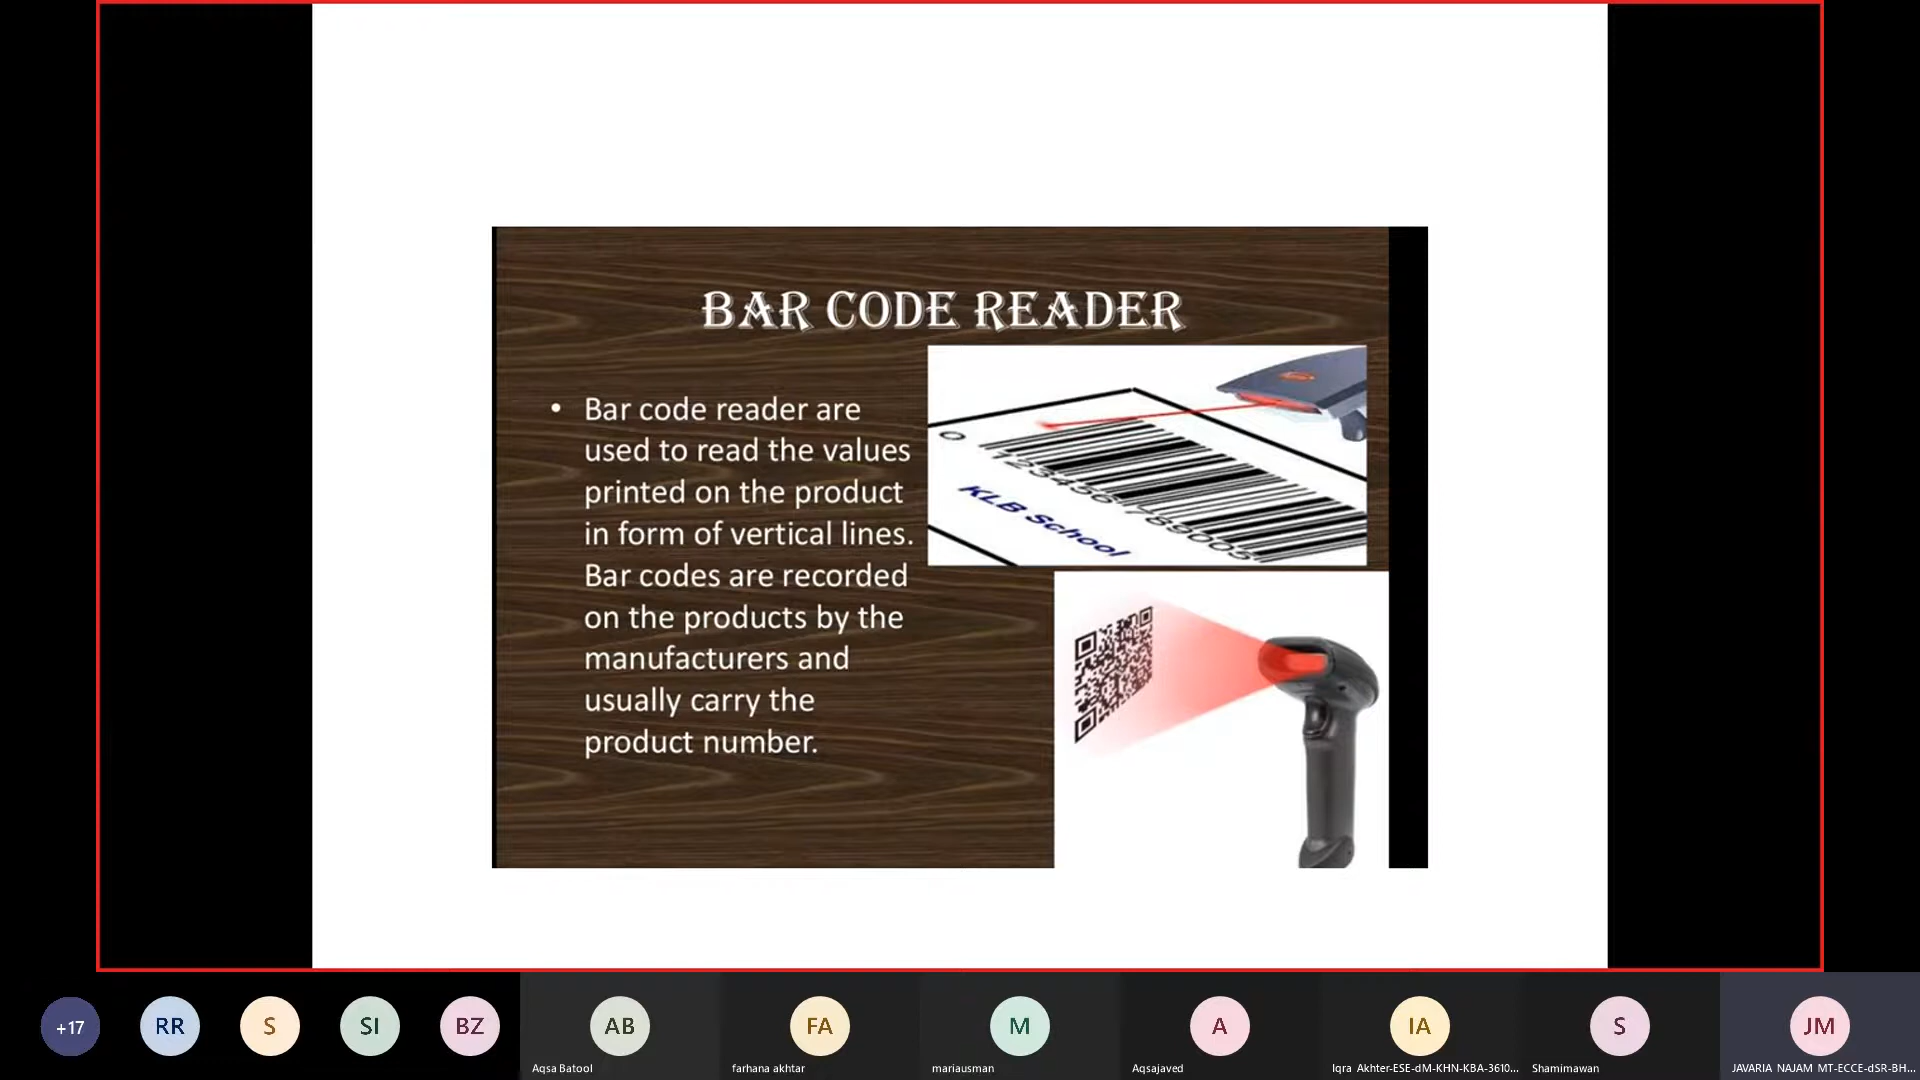 BAR CODE READER
• Bar code reader are
used to read the values
printed on the product
in form of vertical lines.
Bar codes are recorded
on the products by the
manufacturers and
usually carry the
product number.
KLB School
+17
RR
S
SI
BZ
AB
Aqsa Batool
FA
farhana akhtar
M
mariausman
A
Aqsajaved
IA
Iqra Akhter-ESE-dM-KHN-KBA-3610...
S
Shamimawan
JM
JAVARIA NAJAM MT-ECCE-dSR-BH...